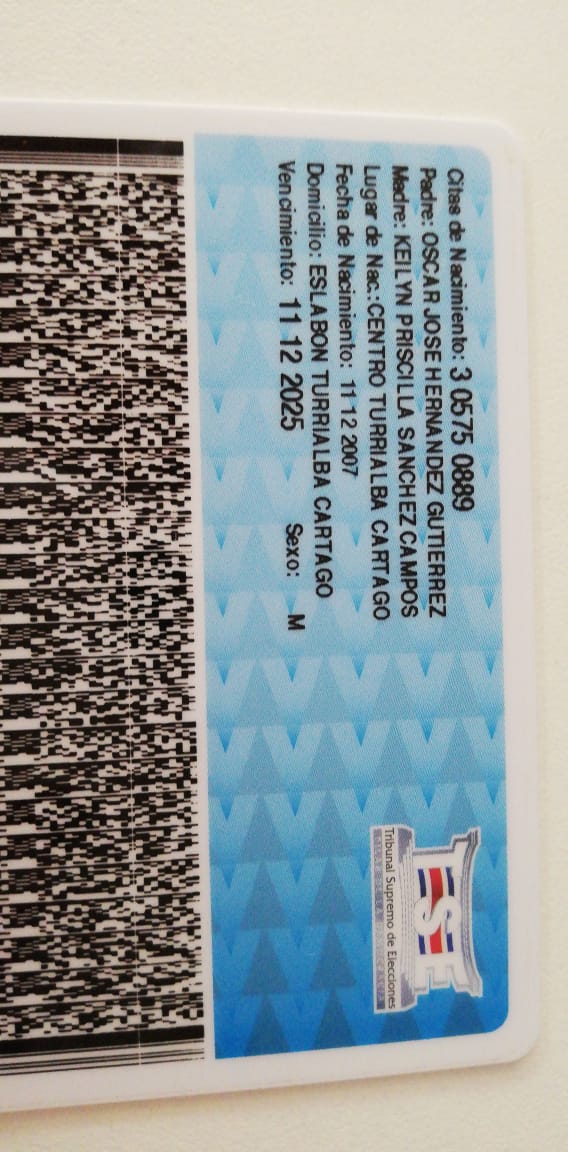 Citas de Nacimiento: 3 0575 0889
Padre: OSCAR JOSE HERNANDEZ GUTIERREZ
Madre: KEILYN PRISCILLA SANCHEZ CAMPOS
Lugar de Nac.: CENTRO TURRIALBA CARTAGO
Fecha de Nacimiento: 11 12 2007
Domicilio: ESLABON TURRIALBA CARTAGO
Vencimiento: 11 12 2025 Sexo: M
TSE
Tribunal Supremo de Elecciones